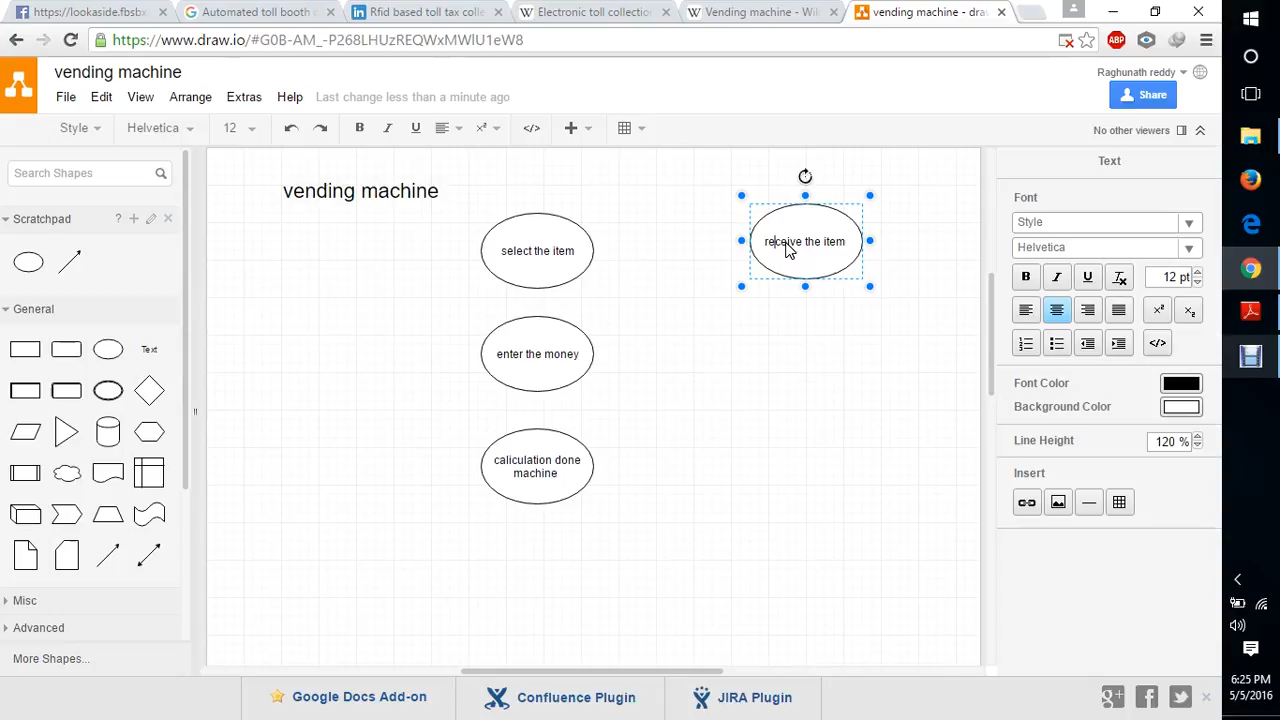 https://lookaside.fbsbx
Automated toll booth c
Rfid based toll tax colle
Electronic toll collectio
Vending machine - Wik
vending machine - drav
https://www.draw.io/#G0B-AM_-P268LHUzREQWxMWlU1eW8
ABP
vending machine
Raghunath reddy
File Edit View Arrange Extras Help Last change less than a minute ago
Share
Style Helvetica 12 B I U </>
No other viewers
Search Shapes
Scratchpad ?
General
Text
Misc
Advanced
More Shapes...
vending machine
select the item
enter the money
caliculation done
machine
receive the item
Text
Font
Style
Helvetica
B I U Tx 12 pt
</>
Font Color
Background Color
Line Height 120 %
Insert
Google Docs Add-on Confluence Plugin JIRA Plugin
6:25 PM
5/5/2016